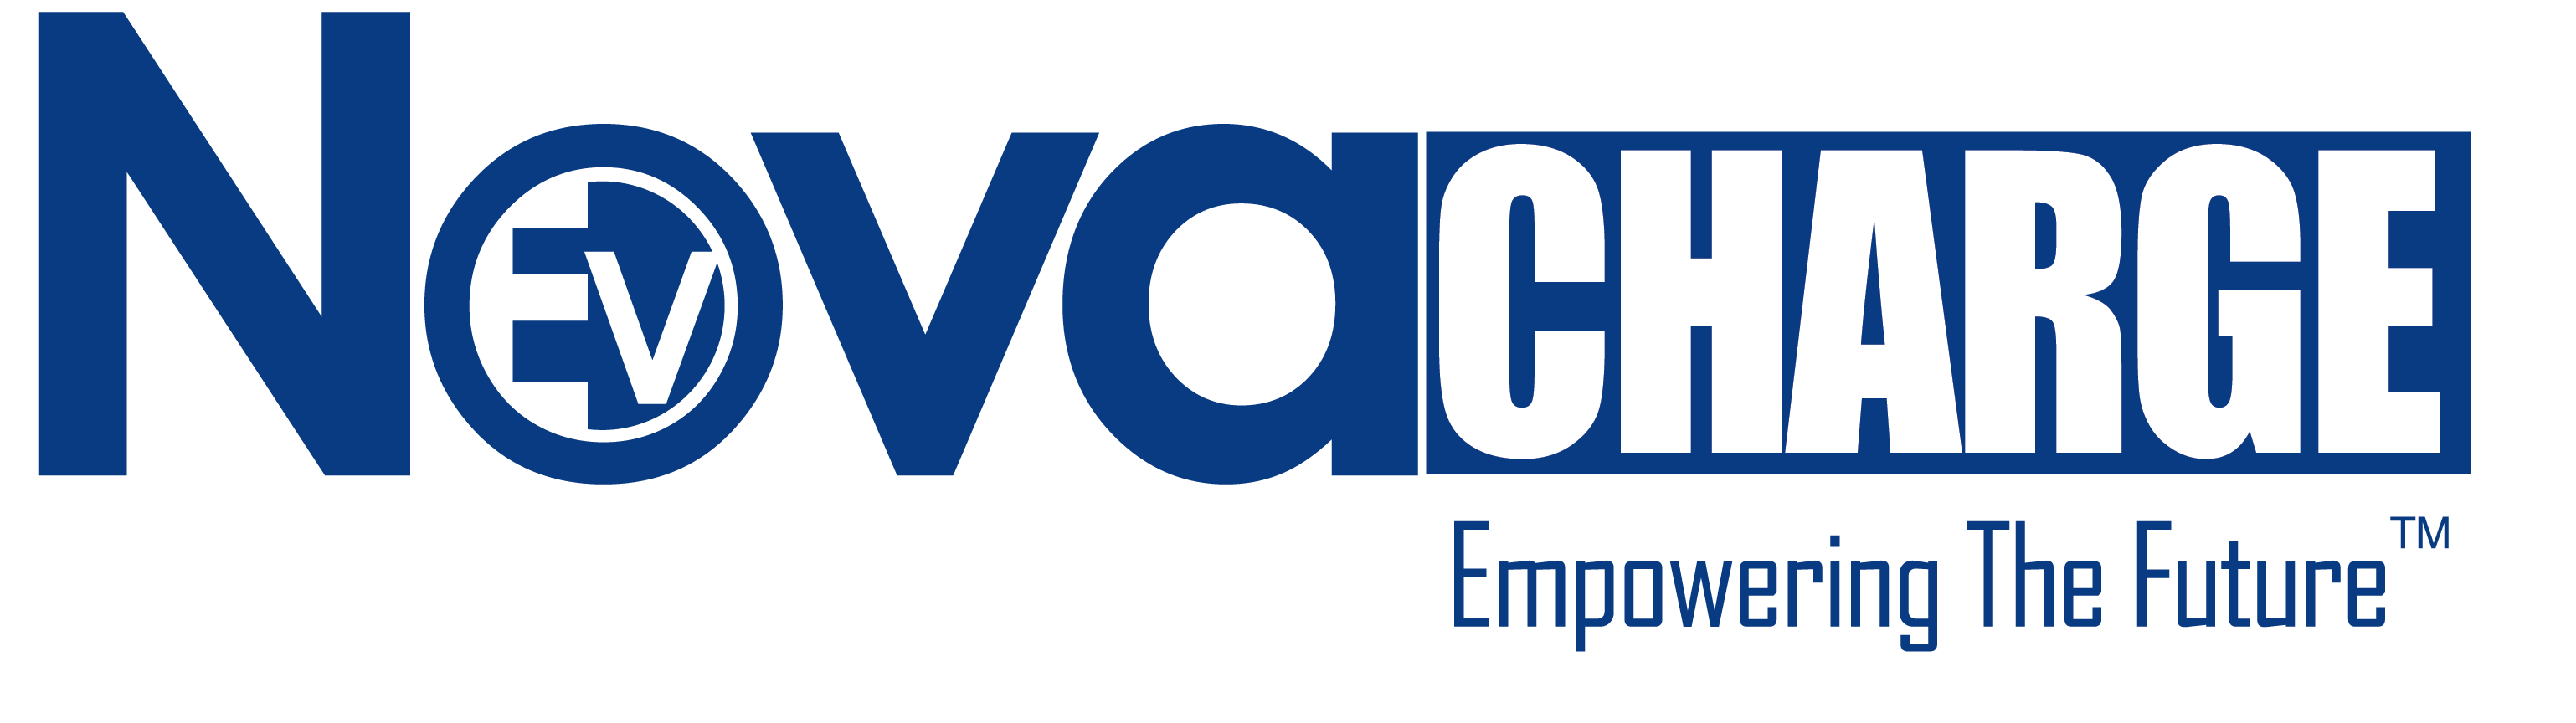 NovaCHARGE
EV
Empowering The Future™